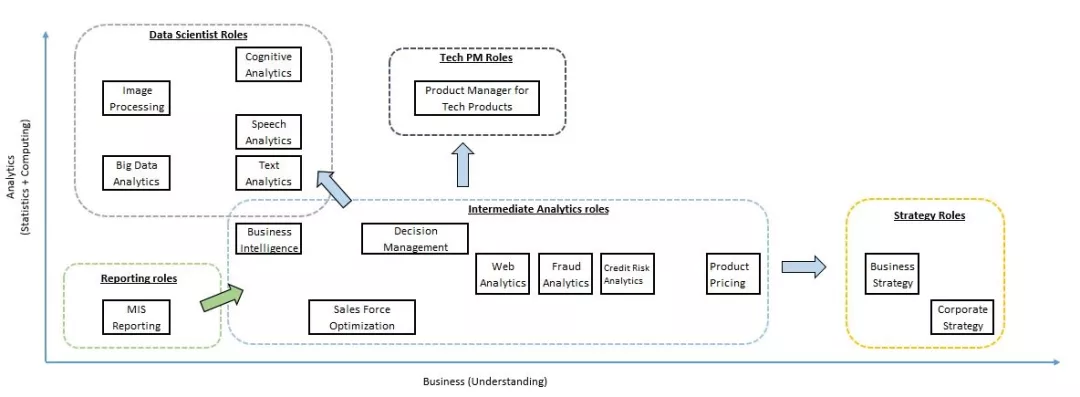 Data Scientist Roles
Cognitive
Analytics
Image
Processing
Speech
Analytics
Big Data
Analytics
Text
Analytics
Tech PM Roles
Product Manager for
Tech Products
Analytics
(Statistics + Computing)
Intermediate Analytics roles
Business
Intelligence
Decision
Management
Web
Analytics
Fraud
Analytics
Credit Risk
Analytics
Product
Pricing
Sales Force
Optimization
Reporting roles
MIS
Reporting
Strategy Roles
Business
Strategy
Corporate
Strategy
Business (Understanding)